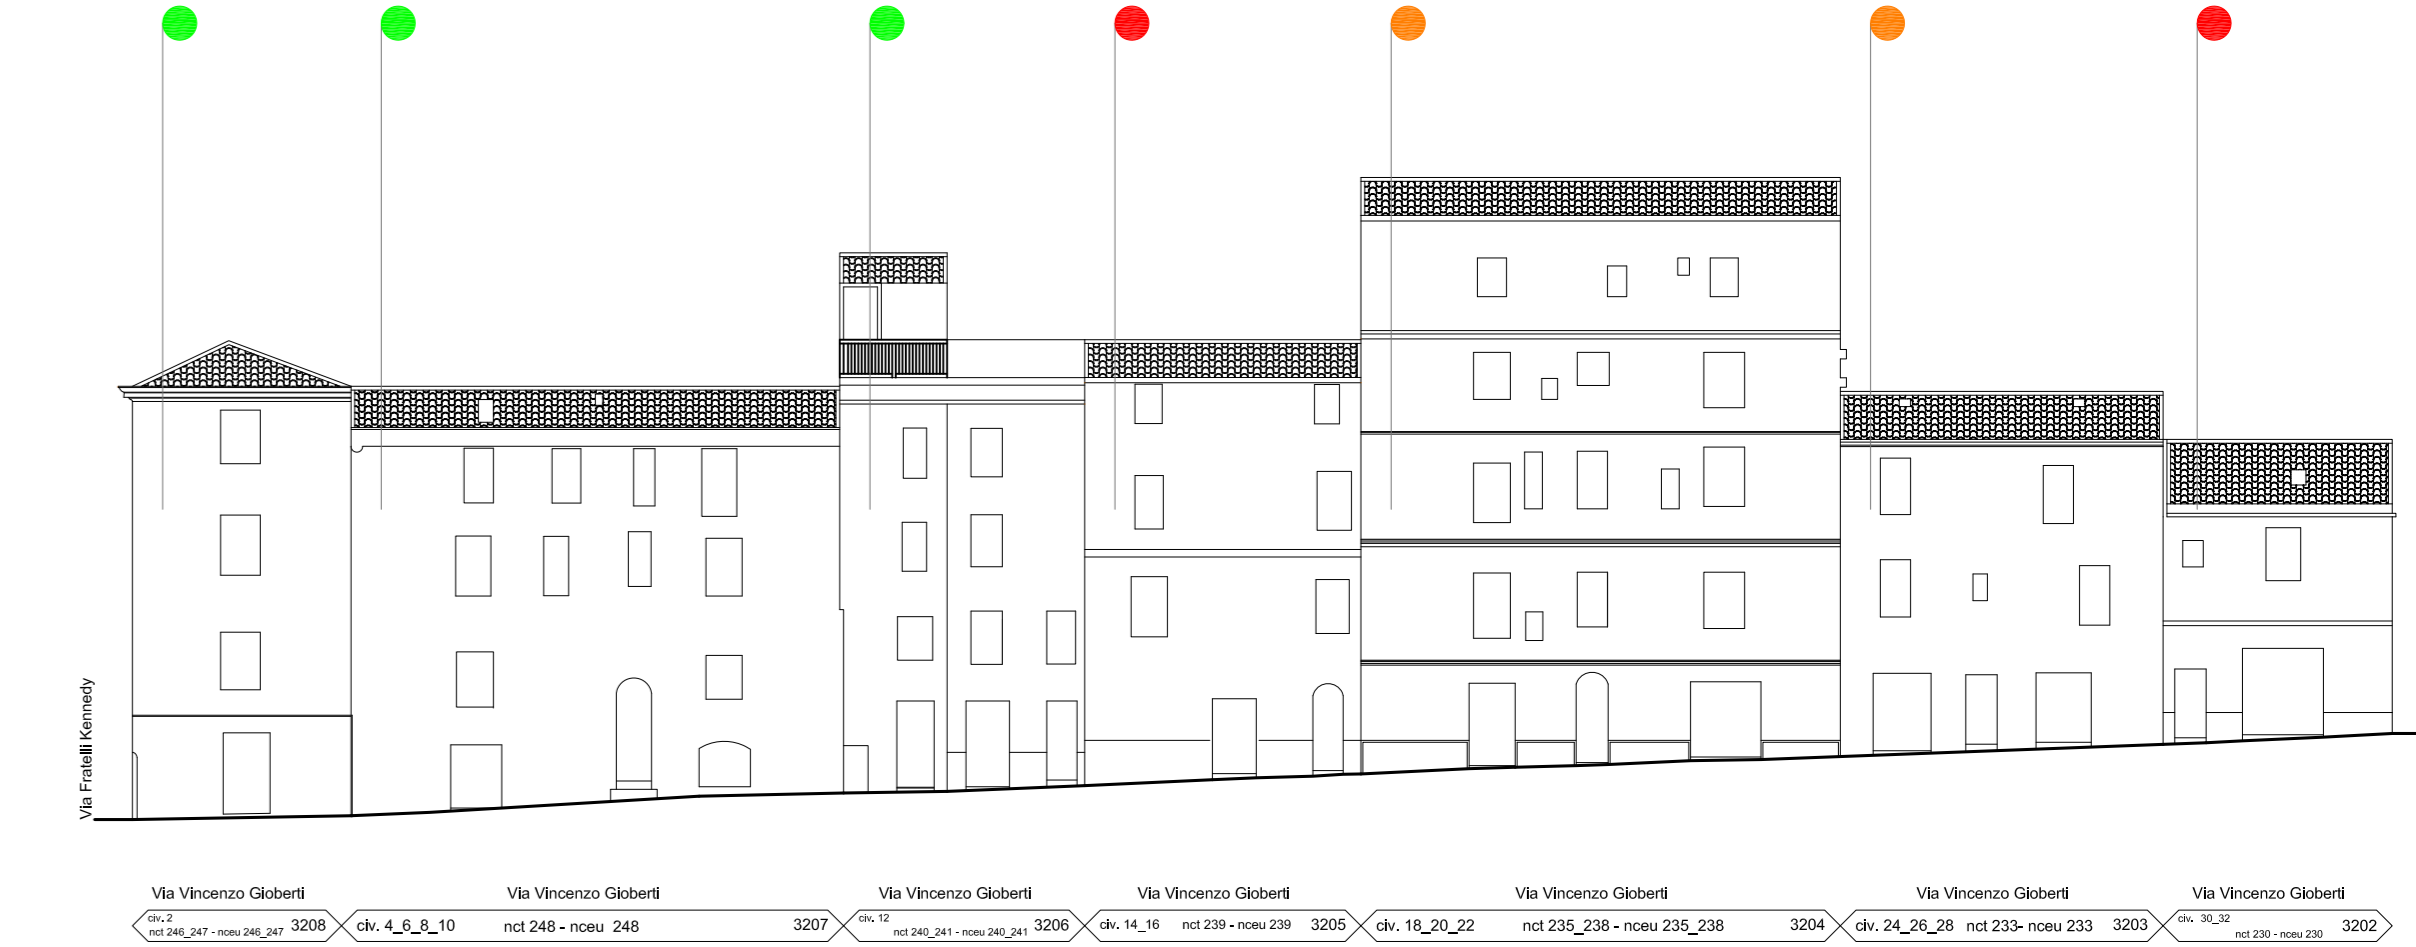 Via Fratelli Kennedy
Via Vincenzo Gioberti
civ. 2
nct 246_247 - nceu 246_247
3208
Via Vincenzo Gioberti
civ. 4_6_8_10 nct 248 - nceu 248 3207
Via Vincenzo Gioberti
civ. 12
nct 240_241 - nceu 240_241
3206
Via Vincenzo Gioberti
civ. 14_16 nct 239 - nceu 239 3205
Via Vincenzo Gioberti
civ. 18_20_22 nct 235_238 - nceu 235_238 3204
Via Vincenzo Gioberti
civ. 24_26_28 nct 233- nceu 233 3203
Via Vincenzo Gioberti
civ. 30_32
nct 230 - nceu 230
3202